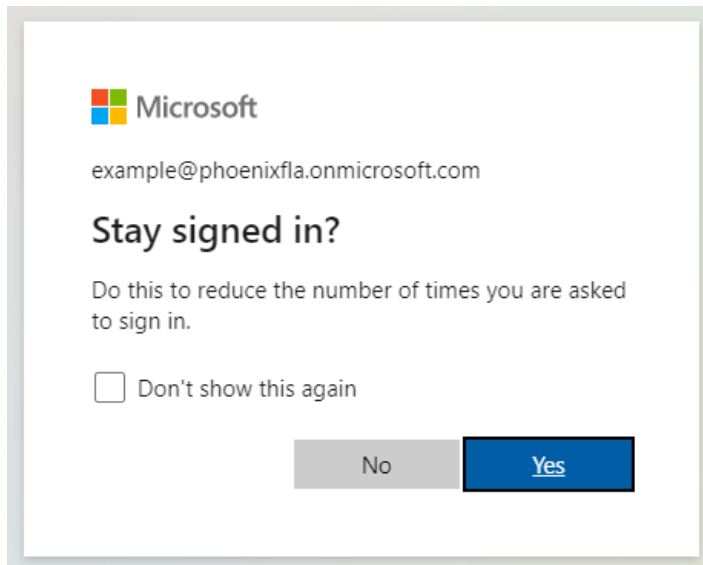 Microsoft
example@phoenixfla.onmicrosoft.com
Stay signed in?
Do this to reduce the number of times you are asked
to sign in.
Don't show this again
No
Yes